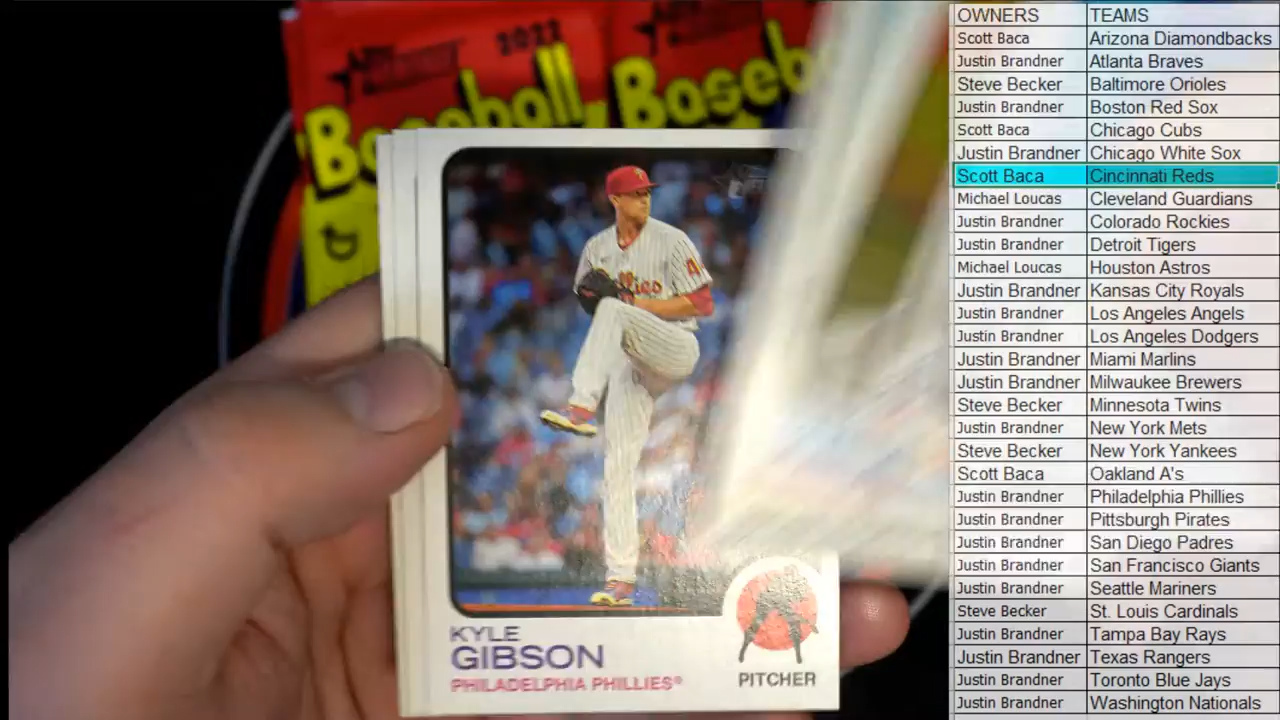 2022
Baseball
Baseb
Phillies
4
KYLE
GIBSON
PHILADELPHIA PHILLIES
PITCHER
OWNERS TEAMS
Scott Baca Arizona Diamondbacks
Justin Brandner Atlanta Braves
Steve Becker Baltimore Orioles
Justin Brandner Boston Red Sox
Scott Baca Chicago Cubs
Justin Brandner Chicago White Sox
Scott Baca Cincinnati Reds
Michael Loucas Cleveland Guardians
Justin Brandner Colorado Rockies
Justin Brandner Detroit Tigers
Michael Loucas Houston Astros
Justin Brandner Kansas City Royals
Justin Brandner Los Angeles Angels
Justin Brandner Los Angeles Dodgers
Justin Brandner Miami Marlins
Justin Brandner Milwaukee Brewers
Steve Becker Minnesota Twins
Justin Brandner New York Mets
Steve Becker New York Yankees
Scott Baca Oakland A's
Justin Brandner Philadelphia Phillies
Justin Brandner Pittsburgh Pirates
Justin Brandner San Diego Padres
Justin Brandner San Francisco Giants
Justin Brandner Seattle Mariners
Steve Becker St. Louis Cardinals
Justin Brandner Tampa Bay Rays
Justin Brandner Texas Rangers
Justin Brandner Toronto Blue Jays
Justin Brandner Washington Nationals